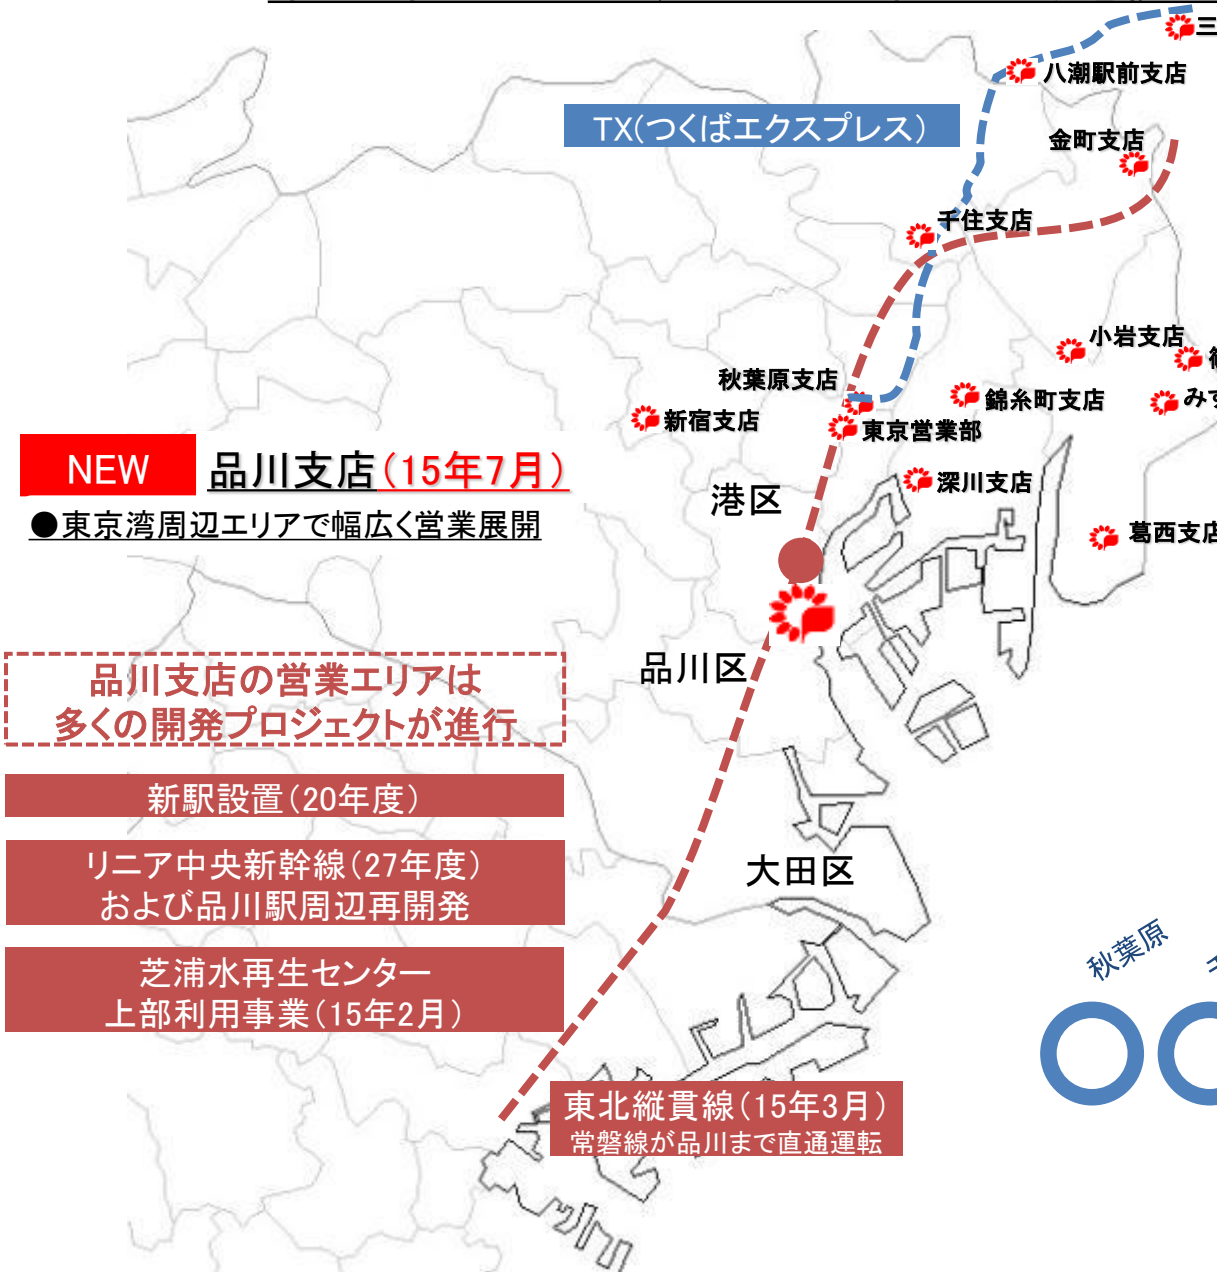 八潮駅前支店
TX(つくばエクスプレス)
金町支店
千住支店
小岩支店
秋葉原支店
錦糸町支店
新宿支店
東京営業部
NEW 品川支店(15年7月)
深川支店
港区
●東京湾周辺エリアで幅広く営業展開
葛西支店
品川区
品川支店の営業エリアは
多くの開発プロジェクトが進行
新駅設置(20年度)
リニア中央新幹線(27年度)
および品川駅周辺再開発
大田区
芝浦水再生センター
上部利用事業(15年2月)
秋葉原
東北縦貫線(15年3月)
常磐線が品川まで直通運転